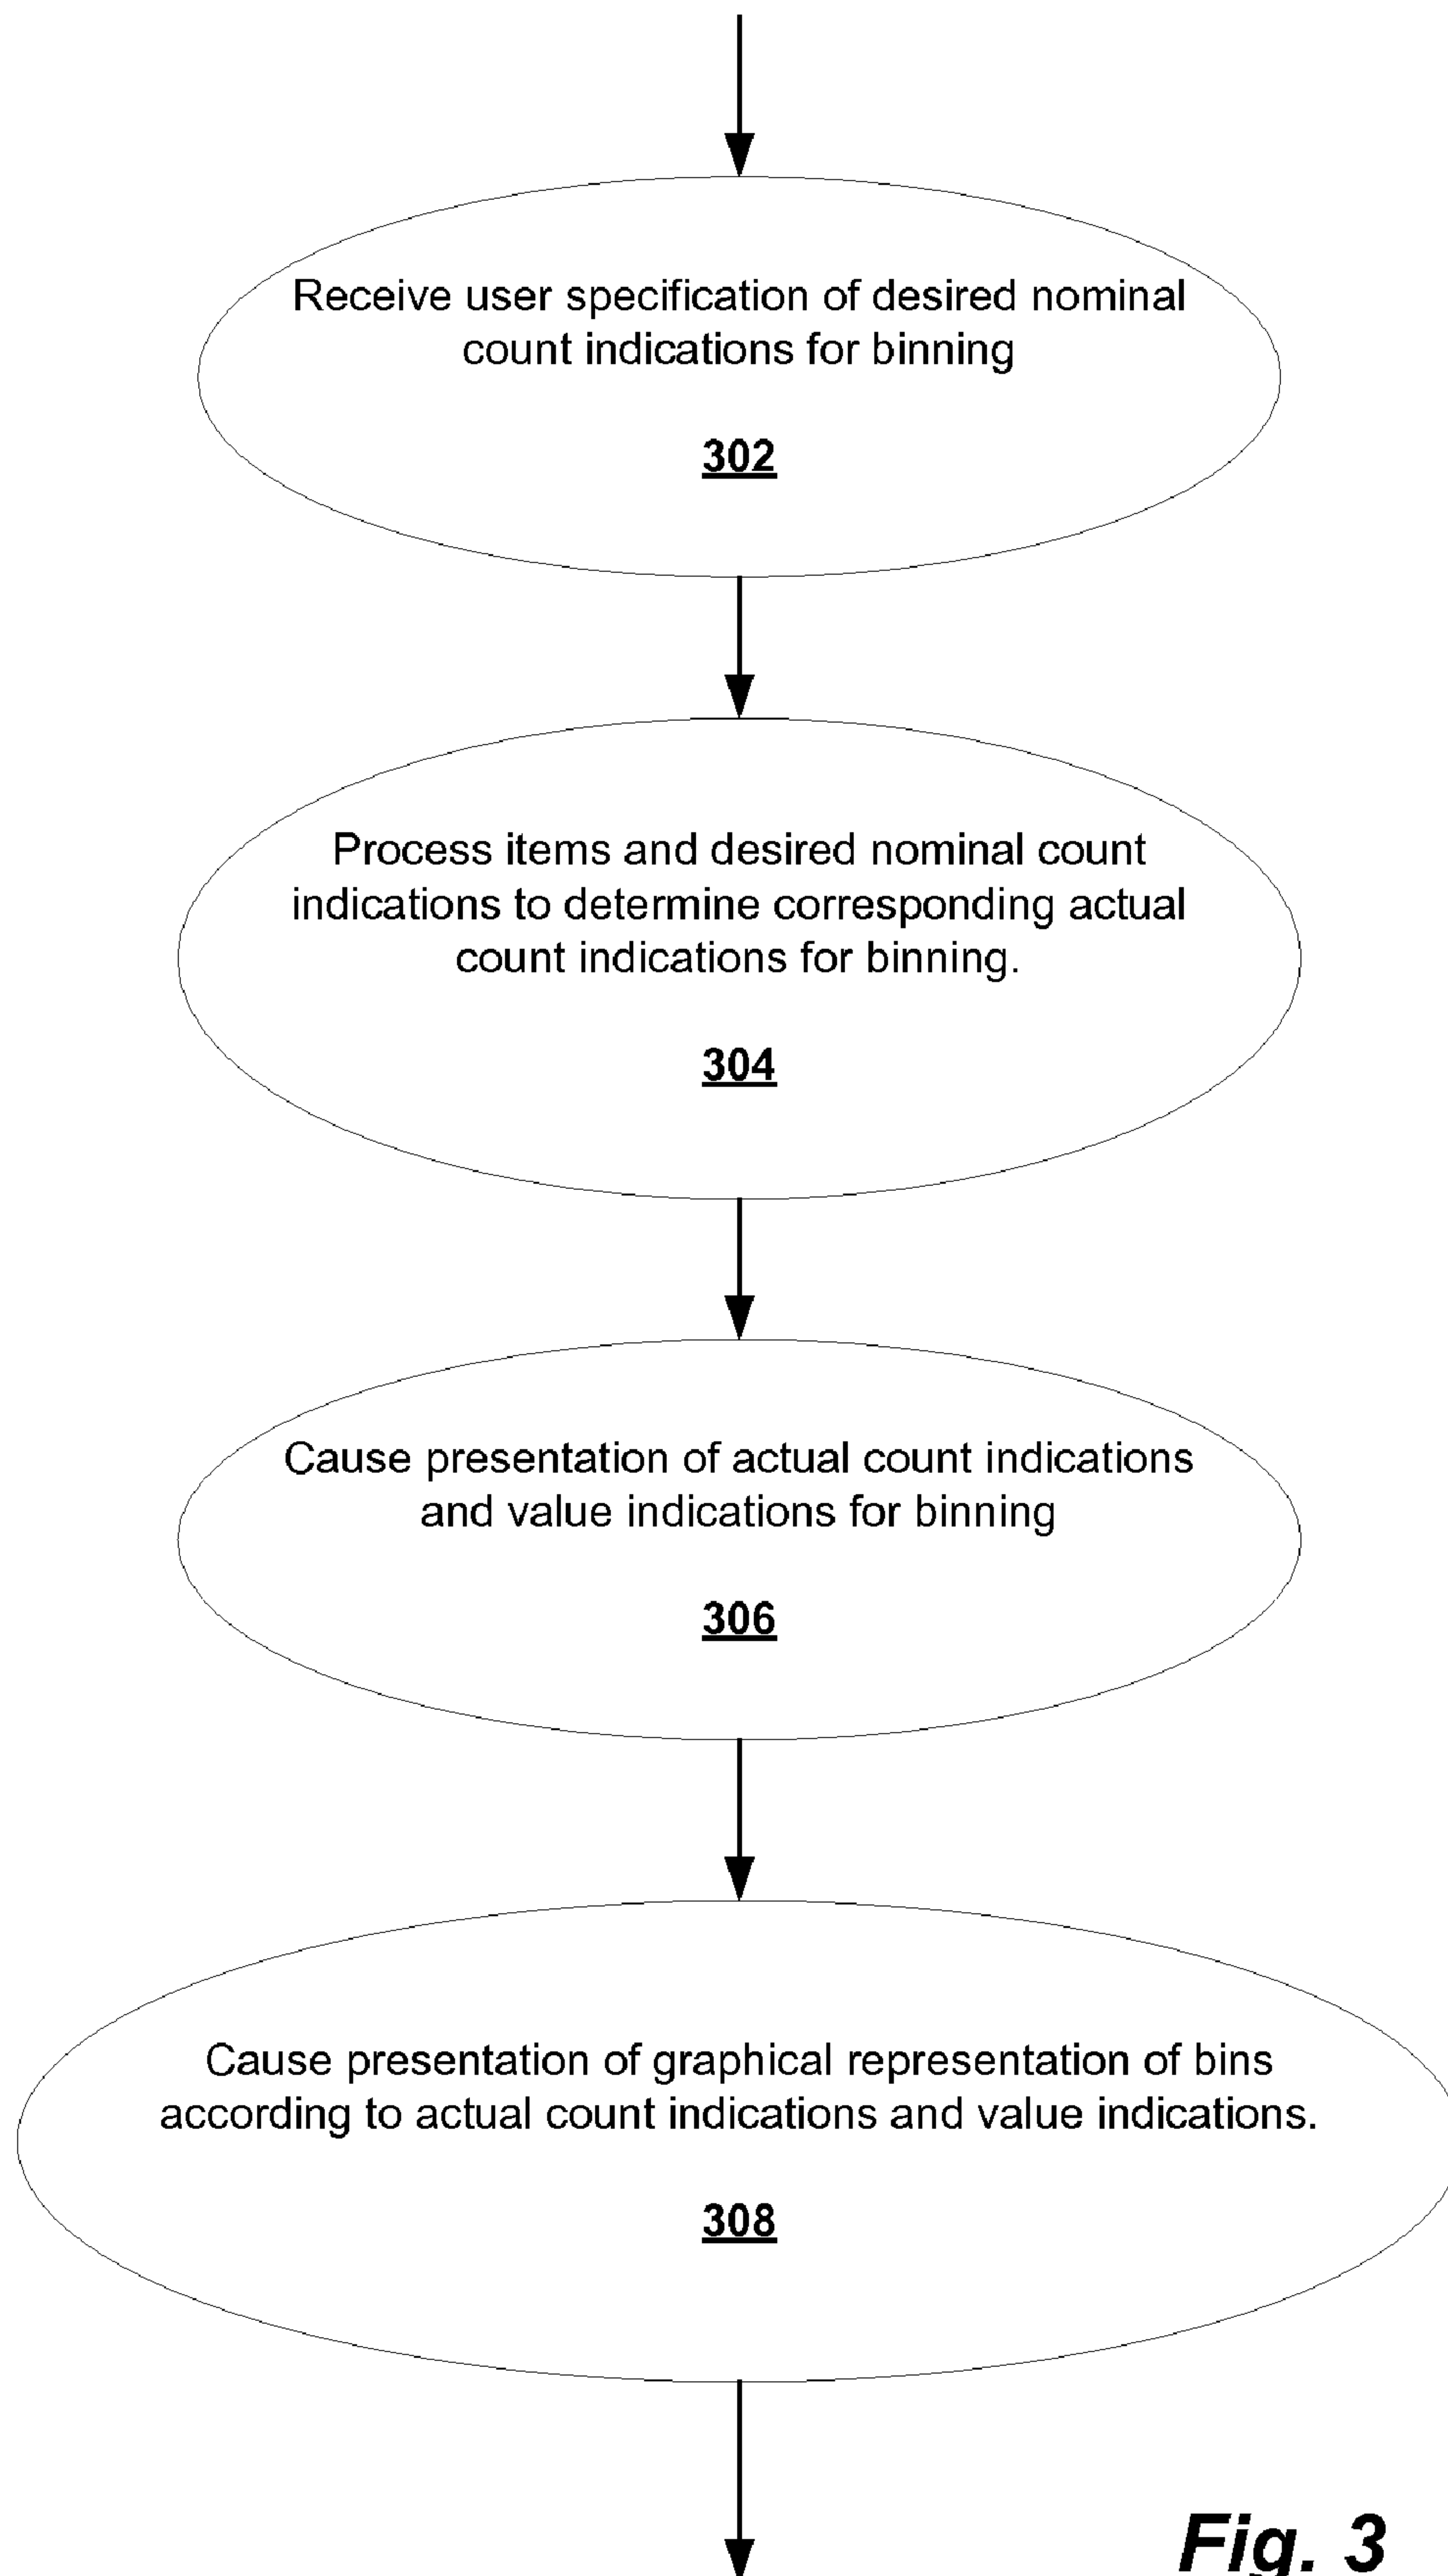 Receive user specification of desired nominal
count indications for binning
302
Process items and desired nominal count
indications to determine corresponding actual
count indications for binning.
304
Cause presentation of actual count indications
and value indications for binning
306
Cause presentation of graphical representation of bins
according to actual count indications and value indications.
308
Fig. 3